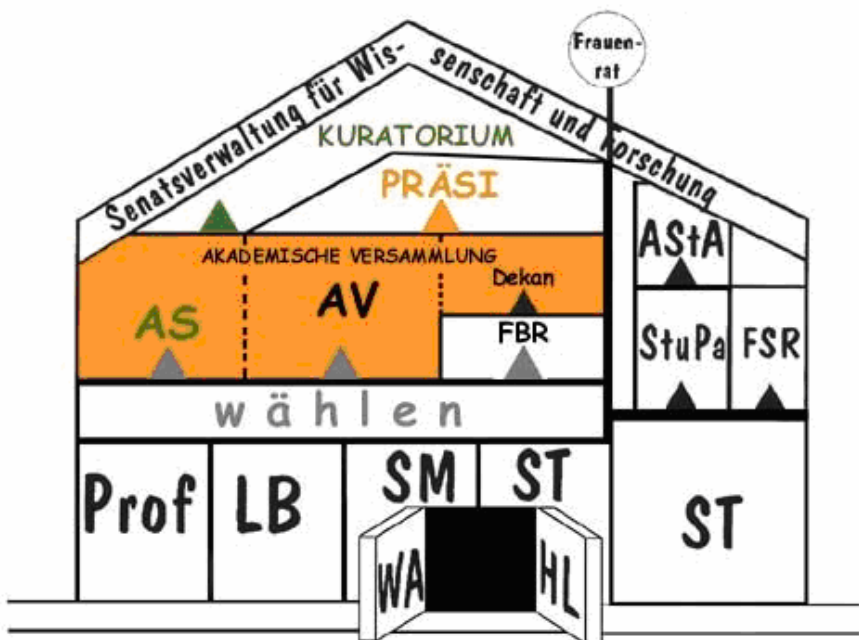 Frauen-
rat
Senatsverwaltung für Wis-
senschaft und Forschung
KURATORIUM
PRÄSI
AKADEMISCHE VERSAMMLUNG
AS
AV
Dekan
FBR
AStA
StuPa
FSR
wählen
Prof
LB
SM
ST
ST
WA
HL